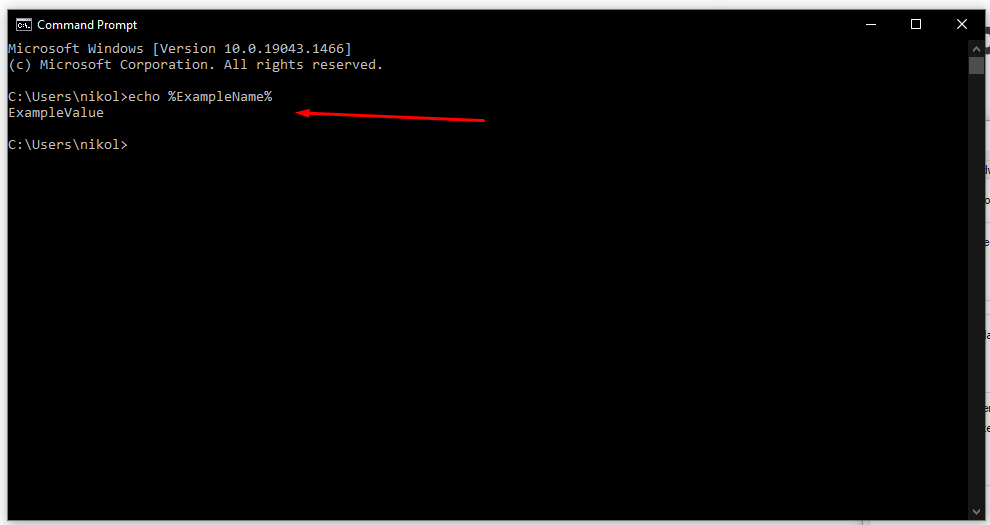 Command Prompt
Microsoft Windows [Version 10.0.19043.1466]
(c) Microsoft Corporation. All rights reserved.
C:\Users\nikol>echo %ExampleName%
ExampleValue
C:\Users\nikol>